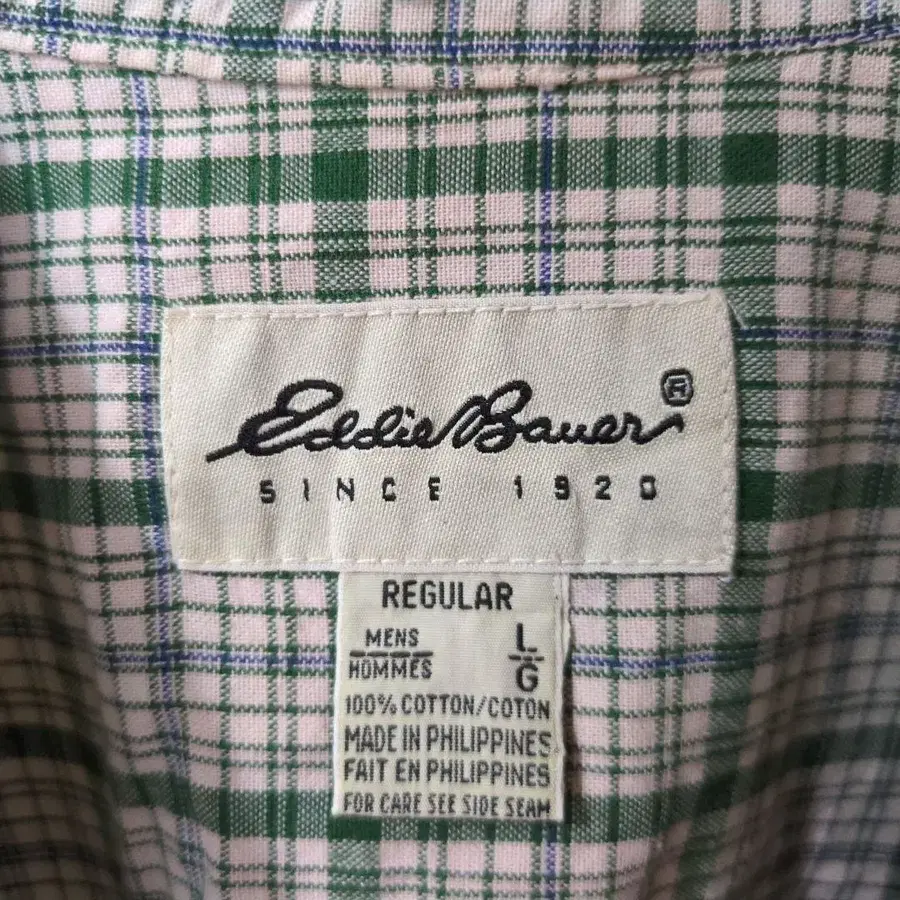 Eddie Bauer®
SINCE 1920
REGULAR
MENS L
HOMMES G
100% COTTON/COTON
MADE IN PHILIPPINES
FAIT EN PHILIPPINES
FOR CARE SEE SIDE SEAM